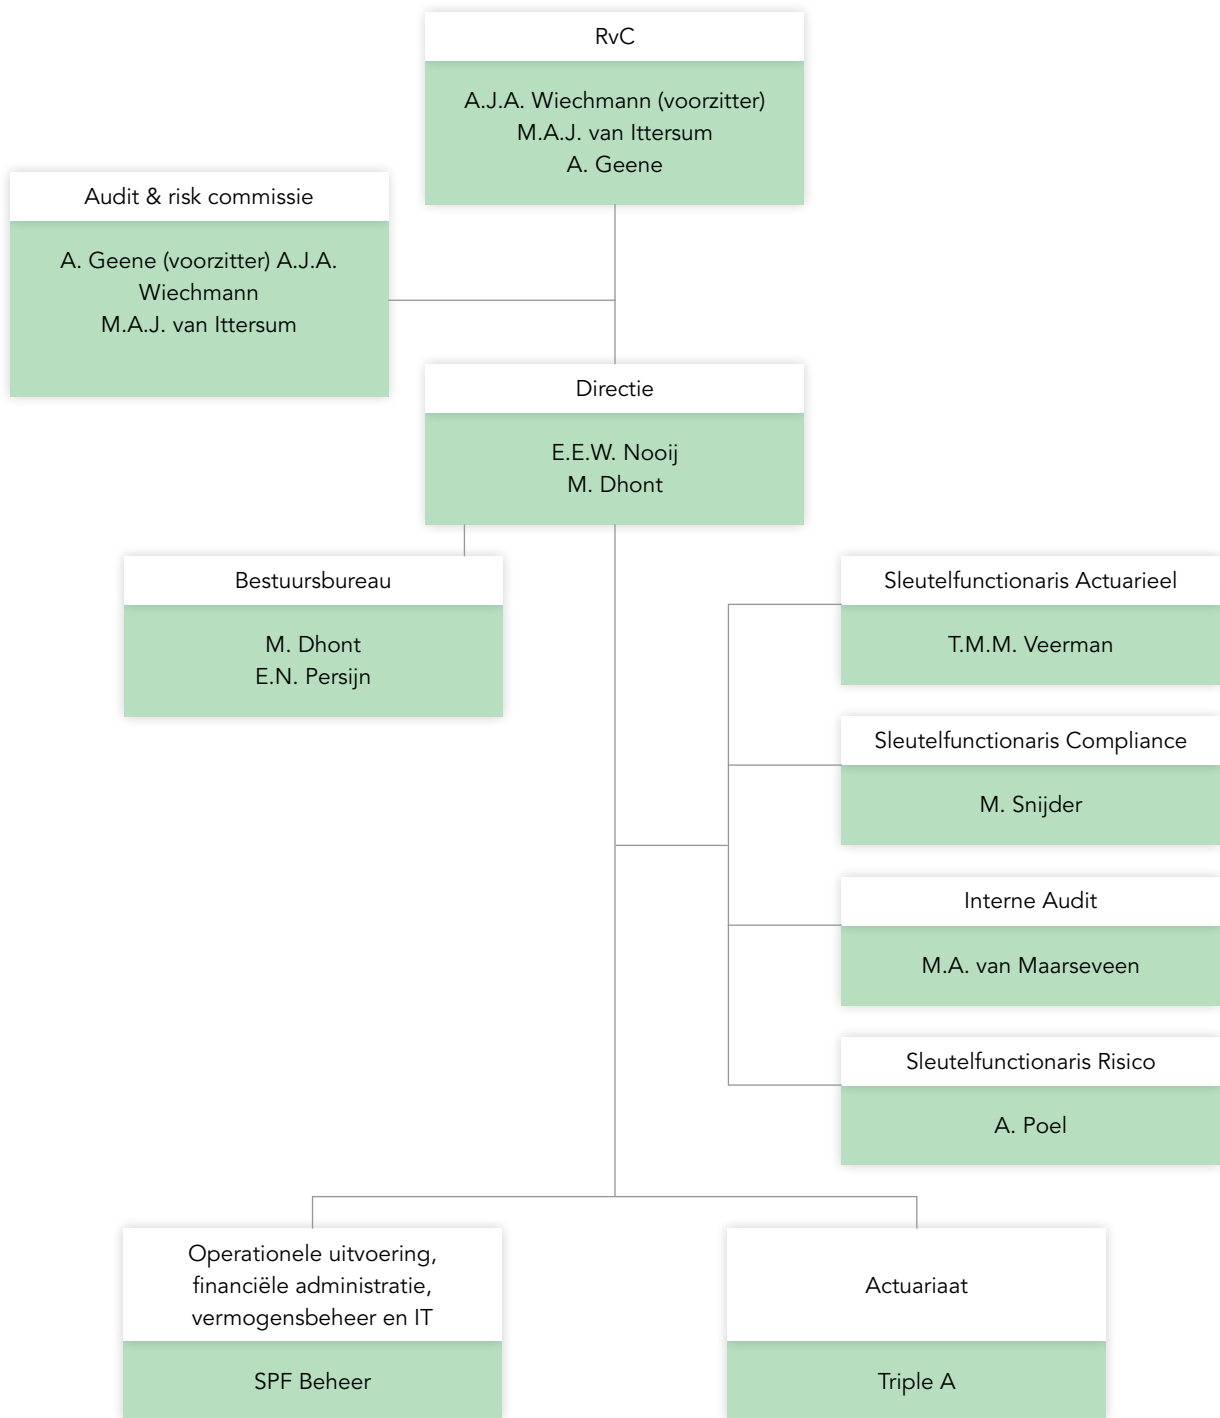 RvC
A.J.A. Wiechmann (voorzitter)
M.A.J. van Ittersum
A. Geene
Audit & risk commissie
A. Geene (voorzitter) A.J.A.
Wiechmann
M.A.J. van Ittersum
Directie
E.E.W. Nooij
M. Dhont
Bestuursbureau
M. Dhont
E.N. Persijn
Sleutelfunctionaris Actuarieel
T.M.M. Veerman
Sleutelfunctionaris Compliance
M. Snijder
Interne Audit
M.A. van Maarseveen
Sleutelfunctionaris Risico
A. Poel
Operationele uitvoering,
financiële administratie,
vermogensbeheer en IT
SPF Beheer
Actuariaat
Triple A